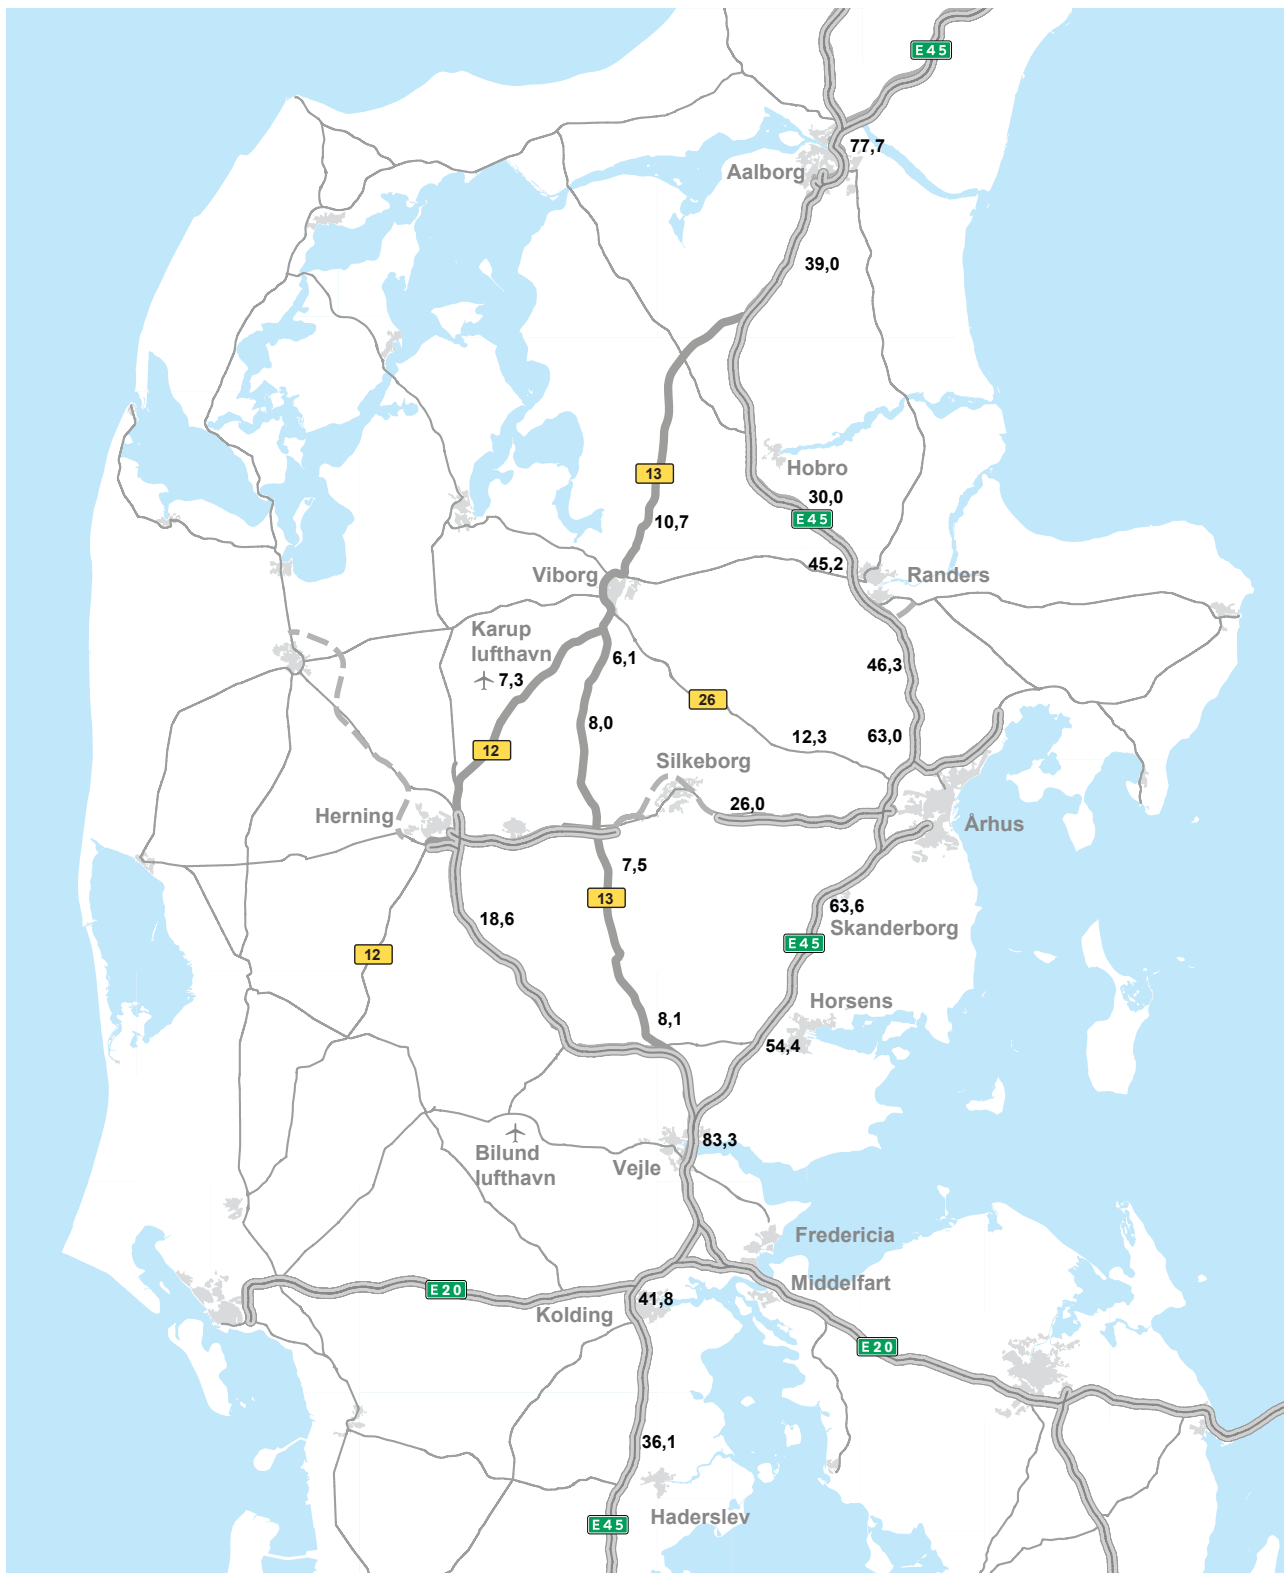 E45
77,7
Aalborg
39,0
13
Hobro
30,0
E45
10,7
45,2
Viborg
Randers
Karup
lufthavn
7,3
6,1
46,3
26
8,0
12,3
63,0
12
Silkeborg
26,0
Herning
Århus
7,5
13
63,6
18,6
Skanderborg
E45
12
Horsens
8,1
54,4
83,3
Bilund
lufthavn
Vejle
Fredericia
Middelfart
E20
41,8
Kolding
E20
36,1
Haderslev
E45